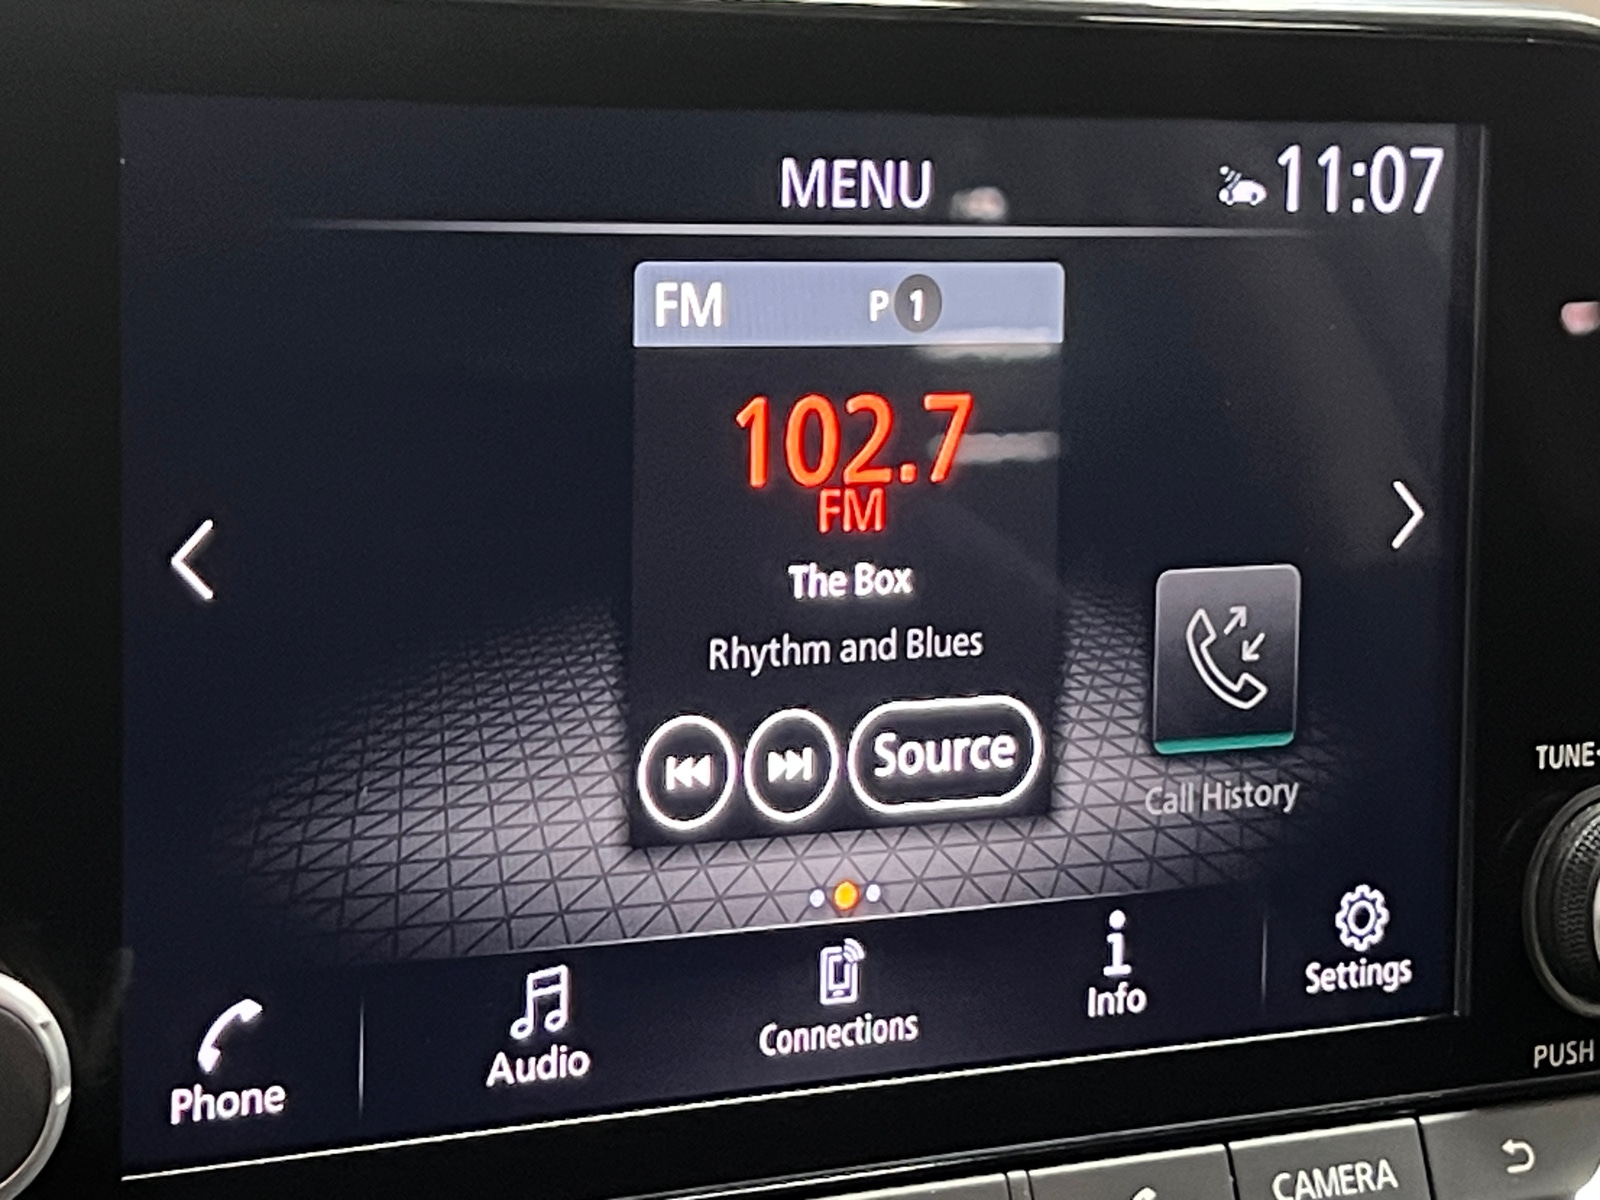 MENU
11:07
FM P 1
102.7
FM
The Box
Rhythm and Blues
Source
Call History
Phone
Audio
Connections
Info
Settings
TUNE
PUSH
CAMERA